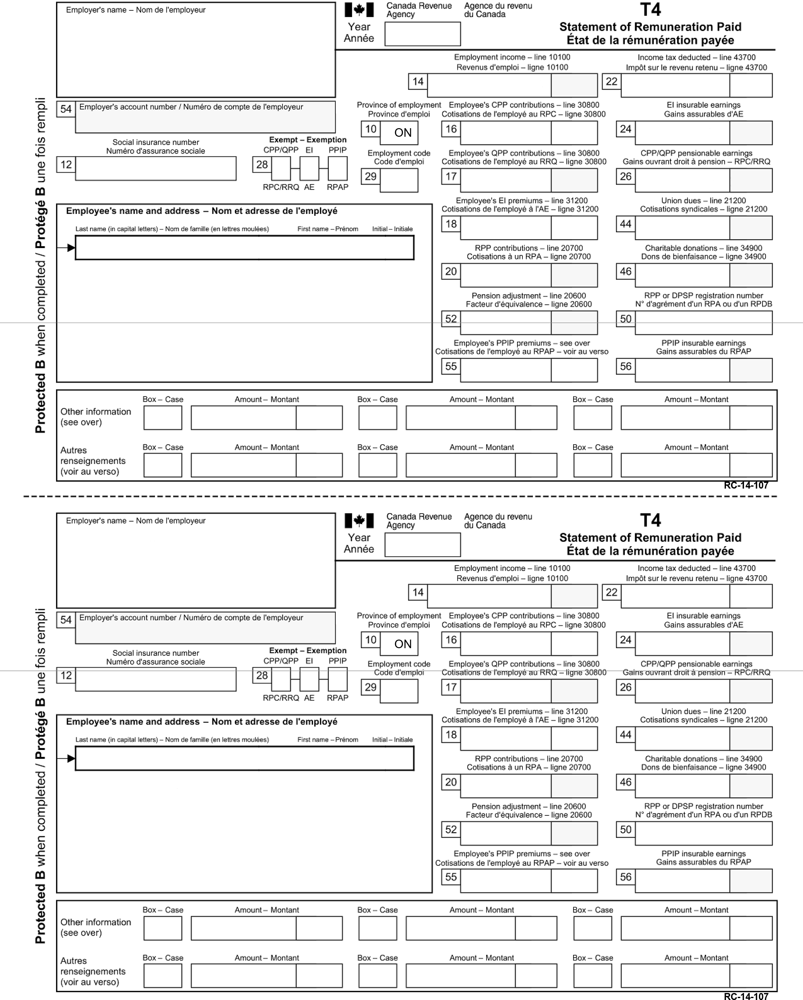 Employer's name – Nom de l'employeur
Canada Revenue Agency
Agence du revenu du Canada
T4
Year
Année
Statement of Remuneration Paid
État de la rémunération payée
Employment income – line 10100
Revenus d'emploi – ligne 10100
14
Income tax deducted – line 43700
Impôt sur le revenu retenu – ligne 43700
22
54
Employer's account number / Numéro de compte de l'employeur
Province of employment
Province d'emploi
10
ON
Employee's CPP contributions – line 30800
Cotisations de l'employé au RPC – ligne 30800
16
EI insurable earnings
Gains assurables d'AE
24
Social insurance number
Numéro d'assurance sociale
12
Exempt – Exemption
CPP/QPP EI PPIP
28
RPC/RRQ AE RPAP
Employment code
Code d'emploi
29
Employee's QPP contributions – line 30800
Cotisations de l'employé au RRQ – ligne 30800
17
CPP/QPP pensionable earnings
Gains ouvrant droit à pension – RPC/RRQ
26
Employee's name and address – Nom et adresse de l'employé
Last name (in capital letters) – Nom de famille (en lettres moulées) First name – Prénom Initial – Initiale
Employee's EI premiums – line 31200
Cotisations de l'employé à l'AE – ligne 31200
18
Union dues – line 21200
Cotisations syndicales – ligne 21200
44
RPP contributions – line 20700
Cotisations à un RPA – ligne 20700
20
Charitable donations – line 34900
Dons de bienfaisance – ligne 34900
46
Pension adjustment – line 20600
Facteur d'équivalence – ligne 20600
52
RPP or DPSP registration number
N° d'agrément d'un RPA ou d'un RPDB
50
Employee's PPIP premiums – see over
Cotisations de l'employé au RPAP – voir au verso
55
PPIP insurable earnings
Gains assurables du RPAP
56
Protected B when completed / Protégé B une fois rempli
Box – Case Amount – Montant Box – Case Amount – Montant Box – Case Amount – Montant
Other information
(see over)
Box – Case Amount – Montant Box – Case Amount – Montant Box – Case Amount – Montant
Autres
renseignements
(voir au verso)
RC-14-107
Employer's name – Nom de l'employeur
Canada Revenue Agency
Agence du revenu du Canada
T4
Year
Année
Statement of Remuneration Paid
État de la rémunération payée
Employment income – line 10100
Revenus d'emploi – ligne 10100
14
Income tax deducted – line 43700
Impôt sur le revenu retenu – ligne 43700
22
54
Employer's account number / Numéro de compte de l'employeur
Province of employment
Province d'emploi
10
ON
Employee's CPP contributions – line 30800
Cotisations de l'employé au RPC – ligne 30800
16
EI insurable earnings
Gains assurables d'AE
24
Social insurance number
Numéro d'assurance sociale
12
Exempt – Exemption
CPP/QPP EI PPIP
28
RPC/RRQ AE RPAP
Employment code
Code d'emploi
29
Employee's QPP contributions – line 30800
Cotisations de l'employé au RRQ – ligne 30800
17
CPP/QPP pensionable earnings
Gains ouvrant droit à pension – RPC/RRQ
26
Employee's name and address – Nom et adresse de l'employé
Last name (in capital letters) – Nom de famille (en lettres moulées) First name – Prénom Initial – Initiale
Employee's EI premiums – line 31200
Cotisations de l'employé à l'AE – ligne 31200
18
Union dues – line 21200
Cotisations syndicales – ligne 21200
44
RPP contributions – line 20700
Cotisations à un RPA – ligne 20700
20
Charitable donations – line 34900
Dons de bienfaisance – ligne 34900
46
Pension adjustment – line 20600
Facteur d'équivalence – ligne 20600
52
RPP or DPSP registration number
N° d'agrément d'un RPA ou d'un RPDB
50
Employee's PPIP premiums – see over
Cotisations de l'employé au RPAP – voir au verso
55
PPIP insurable earnings
Gains assurables du RPAP
56
Protected B when completed / Protégé B une fois rempli
Box – Case Amount – Montant Box – Case Amount – Montant Box – Case Amount – Montant
Other information
(see over)
Box – Case Amount – Montant Box – Case Amount – Montant Box – Case Amount – Montant
Autres
renseignements
(voir au verso)
RC-14-107